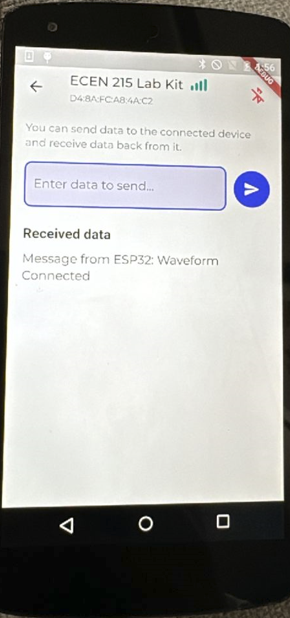 4:56
ECEN 215 Lab Kit
D4:8A:FC:A8:4A:C2
You can send data to the connected device
and receive data back from it.
Enter data to send...
Received data
Message from ESP32: Waveform
Connected